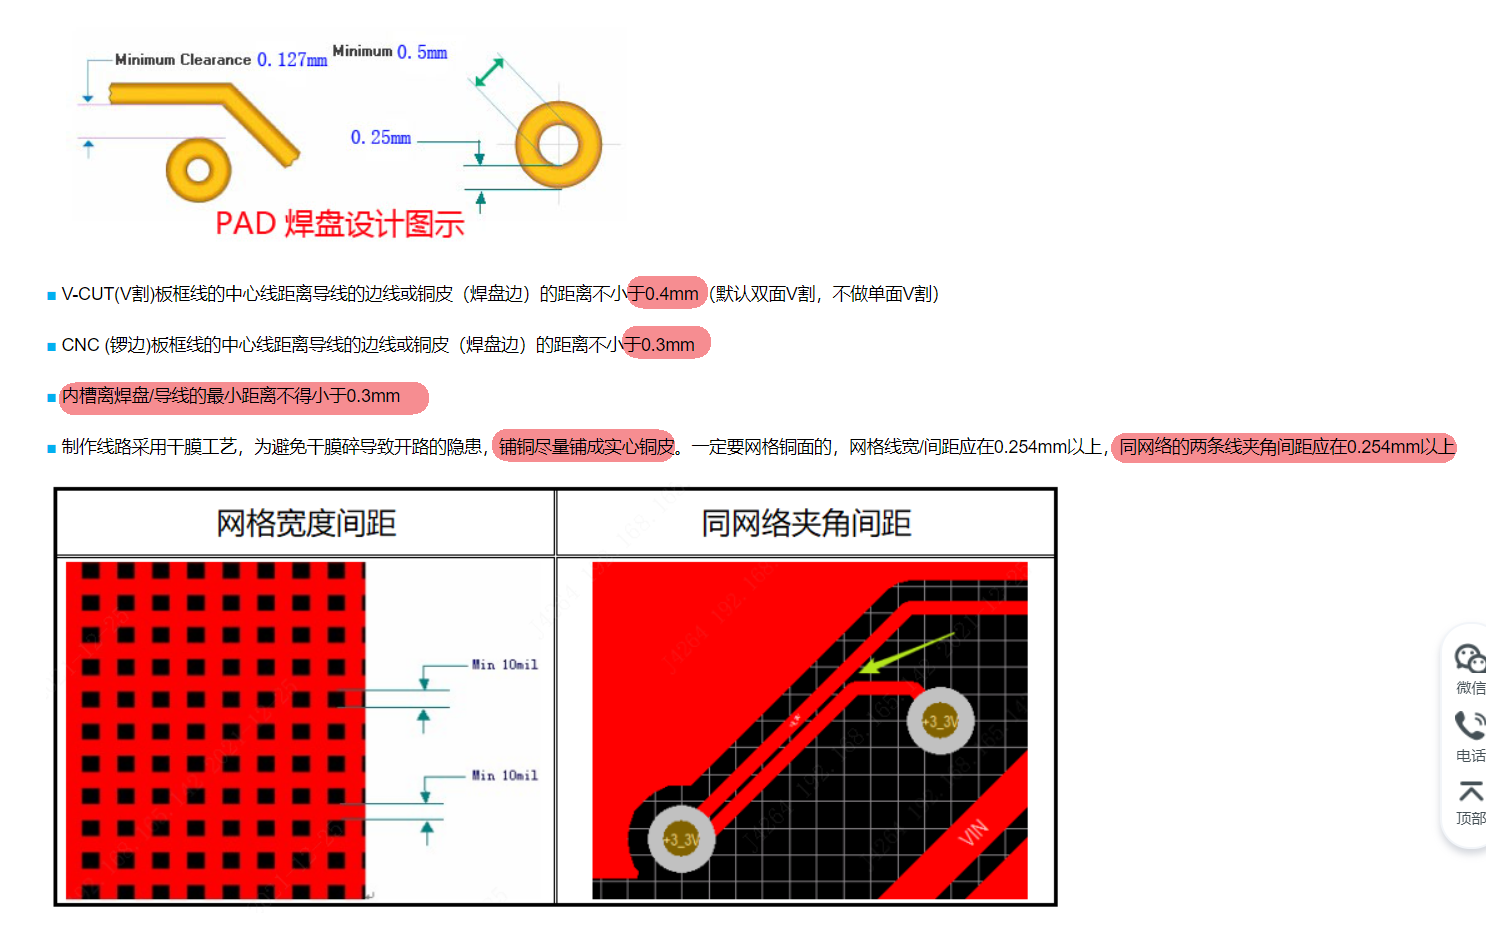 Minimum Clearance 0.127mm Minimum 0.5mm
0.25mm
PAD 焊盘设计图示
V-CUT(V割)板框线的中心线距离导线的边线或铜皮（焊盘边）的距离不小于0.4mm（默认双面V割，不做单面V割）
CNC (锣边)板框线的中心线距离导线的边线或铜皮（焊盘边）的距离不小于0.3mm
内槽离焊盘/导线的最小距离不得小于0.3mm
制作线路采用干膜工艺，为避免干膜碎导致开路的隐患，铺铜尽量铺成实心铜皮。一定要网格铜面的，网格线宽/间距应在0.254mm以上，同网络的两条线夹角间距应在0.254mm以上
网格宽度间距
同网络夹角间距
Min 10mil
Min 10mil
+3_3V
+3_3V
VIN
微信
电话
顶部